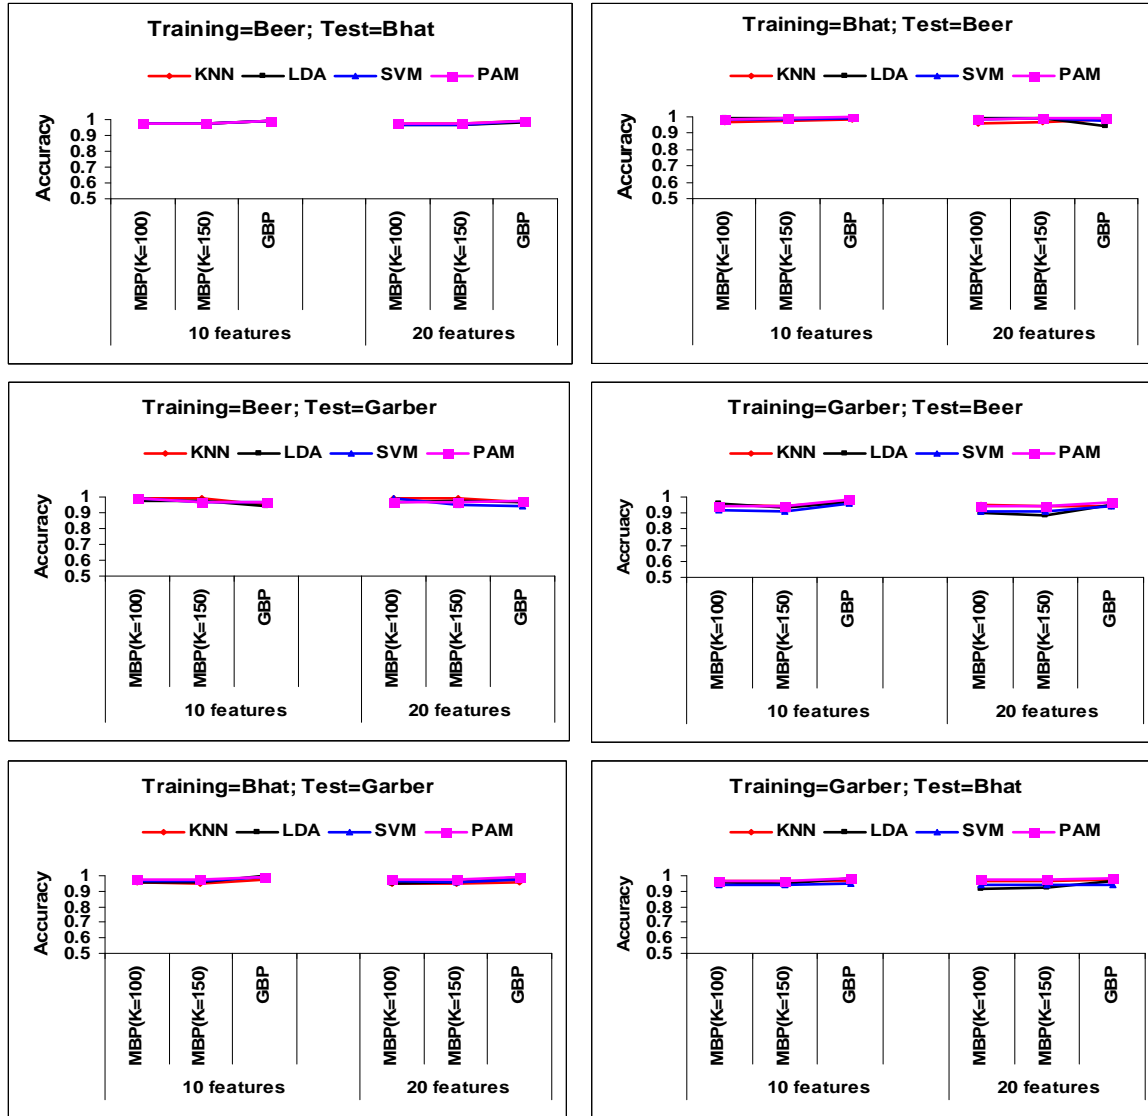 Training=Beer; Test=Bhat
KNN LDA SVM PAM
Accuracy
1
0.9
0.8
0.7
0.6
0.5
MBP(K=100) MBP(K=150) GBP MBP(K=100) MBP(K=150) GBP
10 features 20 features
Training=Bhat; Test=Beer
KNN LDA SVM PAM
Accuracy
1
0.9
0.8
0.7
0.6
0.5
MBP(K=100) MBP(K=150) GBP MBP(K=100) MBP(K=150) GBP
10 features 20 features
Training=Beer; Test=Garber
KNN LDA SVM PAM
Accuracy
1
0.9
0.8
0.7
0.6
0.5
MBP(K=100) MBP(K=150) GBP MBP(K=100) MBP(K=150) GBP
10 features 20 features
Training=Garber; Test=Beer
KNN LDA SVM PAM
Accruacy
1
0.9
0.8
0.7
0.6
0.5
MBP(K=100) MBP(K=150) GBP MBP(K=100) MBP(K=150) GBP
10 features 20 features
Training=Bhat; Test=Garber
KNN LDA SVM PAM
Accuracy
1
0.9
0.8
0.7
0.6
0.5
MBP(K=100) MBP(K=150) GBP MBP(K=100) MBP(K=150) GBP
10 features 20 features
Training=Garber; Test=Bhat
KNN LDA SVM PAM
Accuracy
1
0.9
0.8
0.7
0.6
0.5
MBP(K=100) MBP(K=150) GBP MBP(K=100) MBP(K=150) GBP
10 features 20 features